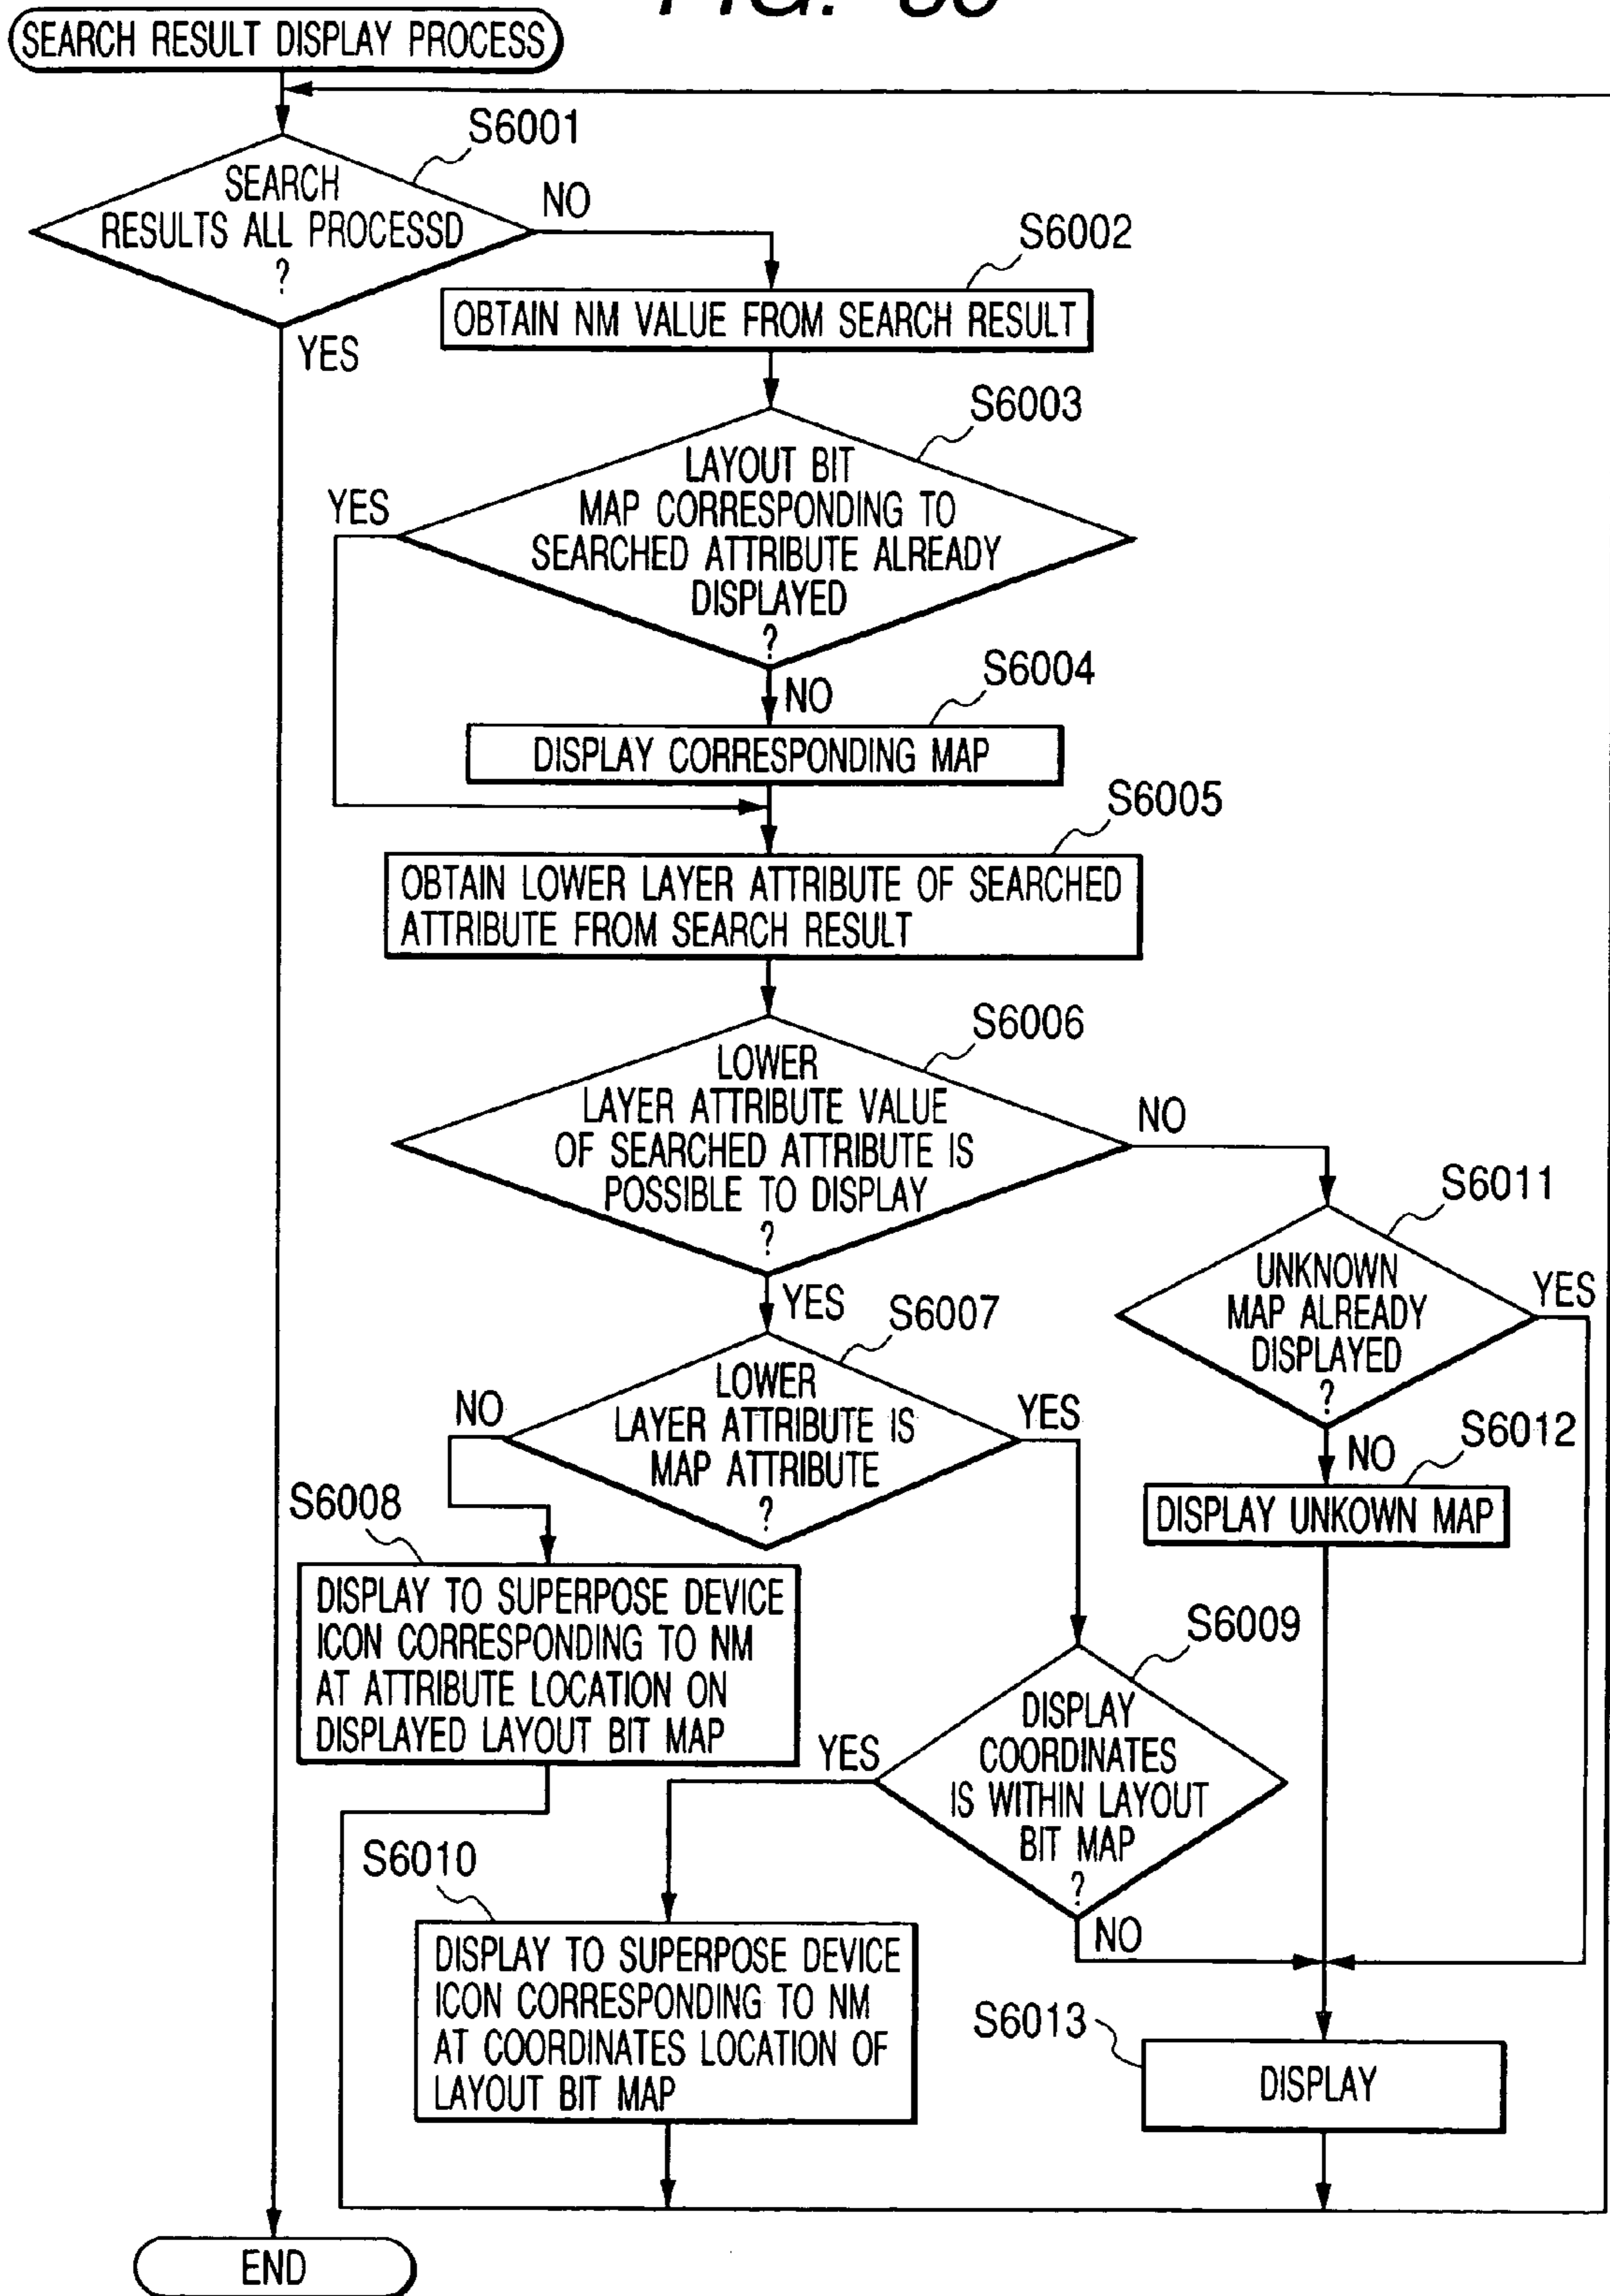 SEARCH RESULT DISPLAY PROCESS
S6001
SEARCH
RESULTS ALL PROCESSD
?
NO
YES
S6002
OBTAIN NM VALUE FROM SEARCH RESULT
S6003
LAYOUT BIT
MAP CORRESPONDING TO
SEARCHED ATTRIBUTE ALREADY
DISPLAYED
?
YES
NO
S6004
DISPLAY CORRESPONDING MAP
S6005
OBTAIN LOWER LAYER ATTRIBUTE OF SEARCHED
ATTRIBUTE FROM SEARCH RESULT
S6006
LOWER
LAYER ATTRIBUTE VALUE
OF SEARCHED ATTRIBUTE IS
POSSIBLE TO DISPLAY
?
NO
YES
S6011
UNKNOWN
MAP ALREADY
DISPLAYED
?
YES
NO
S6007
LOWER
LAYER ATTRIBUTE IS
MAP ATTRIBUTE
?
NO
YES
S6012
DISPLAY UNKOWN MAP
S6008
DISPLAY TO SUPERPOSE DEVICE
ICON CORRESPONDING TO NM
AT ATTRIBUTE LOCATION ON
DISPLAYED LAYOUT BIT MAP
S6009
DISPLAY
COORDINATES
IS WITHIN LAYOUT
BIT MAP
?
YES
NO
S6010
DISPLAY TO SUPERPOSE DEVICE
ICON CORRESPONDING TO NM
AT COORDINATES LOCATION OF
LAYOUT BIT MAP
S6013
DISPLAY
END